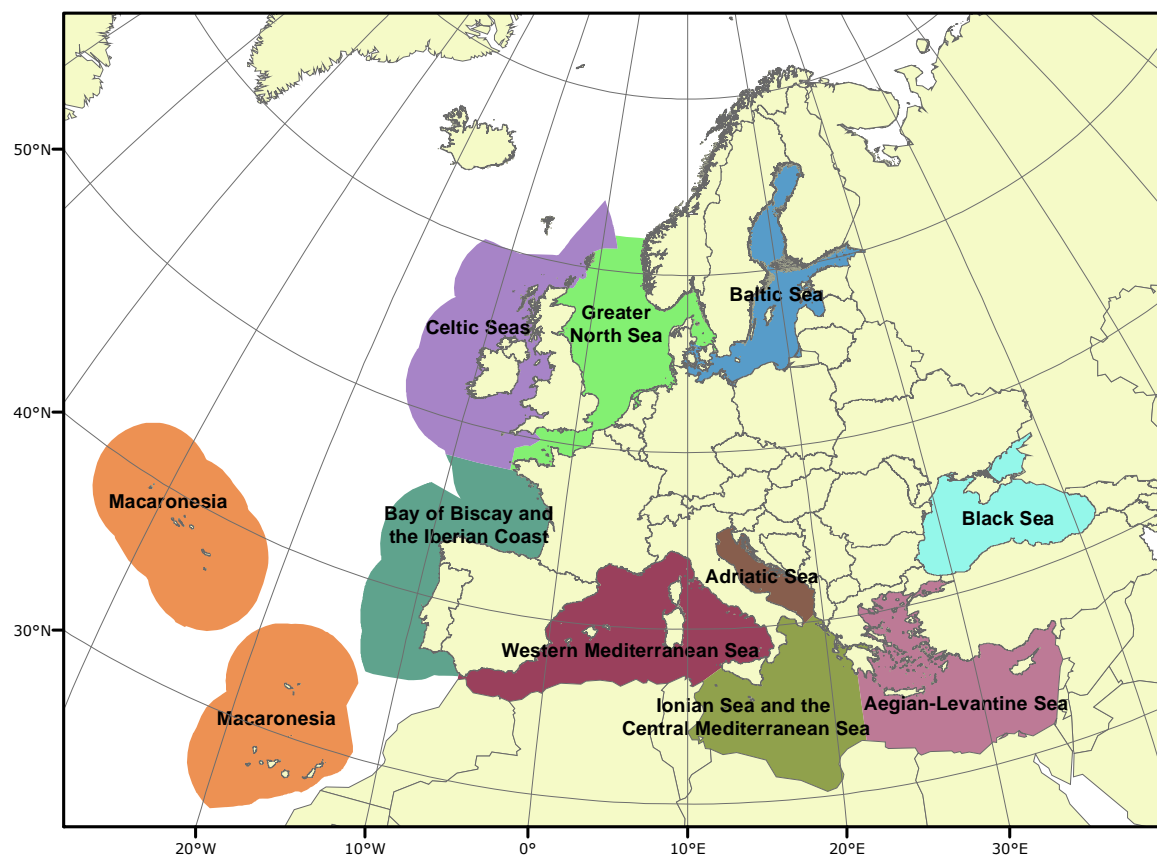 50°N
Baltic Sea
Greater
North Sea
Celtic Seas
40°N
Macaronesia
Bay of Biscay and
the Iberian Coast
Black Sea
Adriatic Sea
30°N
Western Mediterranean Sea
Ionian Sea and the
Central Mediterranean Sea
Aegian-Levantine Sea
Macaronesia
20°W
10°W
0°
10°E
20°E
30°E